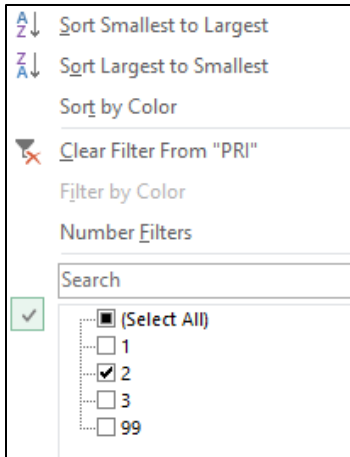 Sort Smallest to Largest
Sort Largest to Smallest
Sort by Color
Clear Filter From "PRI"
Filter by Color
Number Filters
Search
(Select All)
1
2
3
99